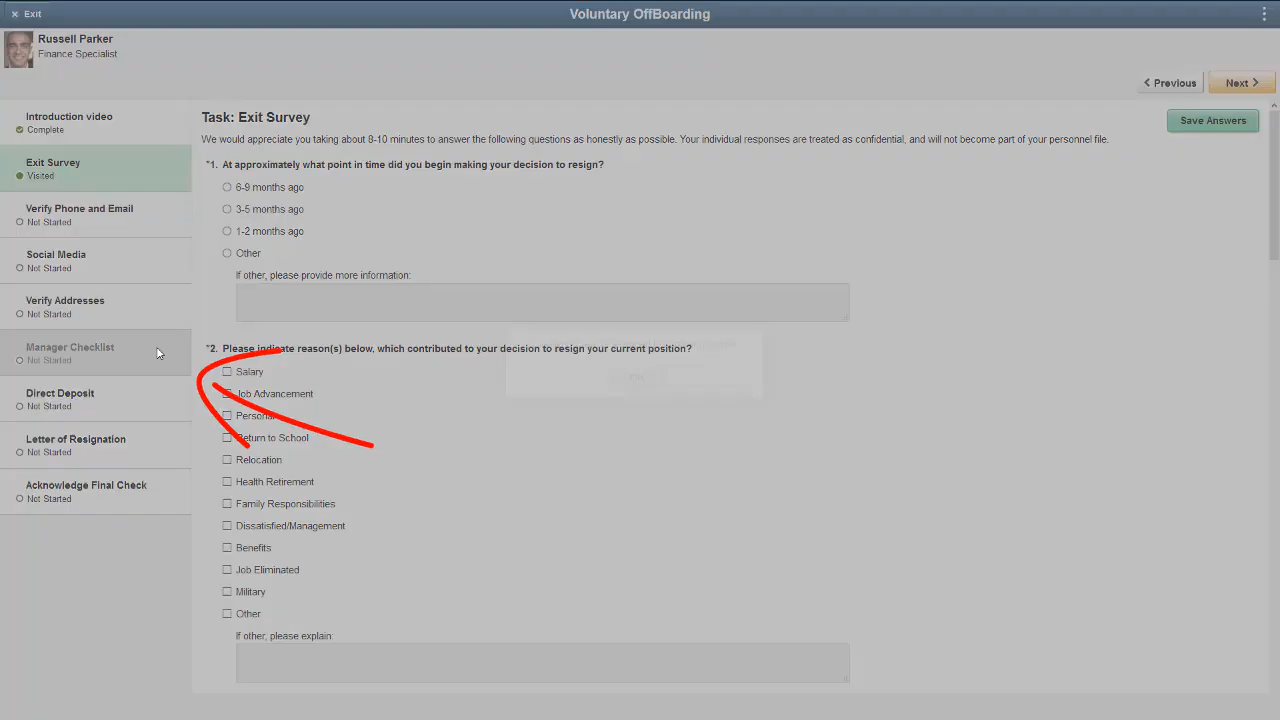 × Exit
Voluntary OffBoarding
Russell Parker
Finance Specialist
Previous
Next
Introduction video
Complete
Exit Survey
Visited
Verify Phone and Email
Not Started
Social Media
Not Started
Verify Addresses
Not Started
Manager Checklist
Not Started
Direct Deposit
Not Started
Letter of Resignation
Not Started
Acknowledge Final Check
Not Started
Task: Exit Survey
Save Answers
We would appreciate you taking about 8-10 minutes to answer the following questions as honestly as possible. Your individual responses are treated as confidential, and will not become part of your personnel file.
*1. At approximately what point in time did you begin making your decision to resign?
6-9 months ago
3-5 months ago
1-2 months ago
Other
If other, please provide more information:
*2. Please indicate reason(s) below, which contributed to your decision to resign your current position?
Salary
Job Advancement
Personal
Return to School
Relocation
Health Retirement
Family Responsibilities
Dissatisfied/Management
Benefits
Job Eliminated
Military
Other
If other, please explain: